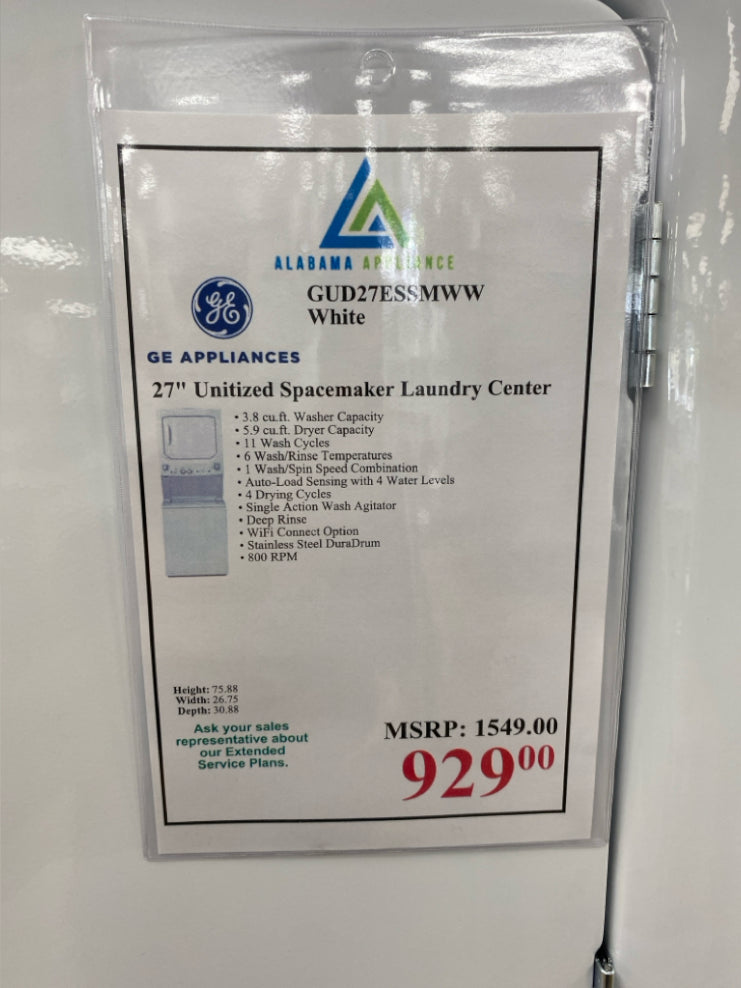 ALABAMA APPLIANCE
GE
GUD27ESSMWW
White
GE APPLIANCES
27" Unitized Spacemaker Laundry Center
• 3.8 cu.ft. Washer Capacity
• 5.9 cu.ft. Dryer Capacity
• 11 Wash Cycles
• 6 Wash/Rinse Temperatures
• 1 Wash/Spin Speed Combination
• Auto-Load Sensing with 4 Water Levels
• 4 Drying Cycles
• Single Action Wash Agitator
• Deep Rinse
• WiFi Connect Option
• Stainless Steel DuraDrum
• 800 RPM
Height: 75.88
Width: 26.75
Depth: 30.88
Ask your sales
representative about
our Extended
Service Plans.
MSRP: 1549.00
92900